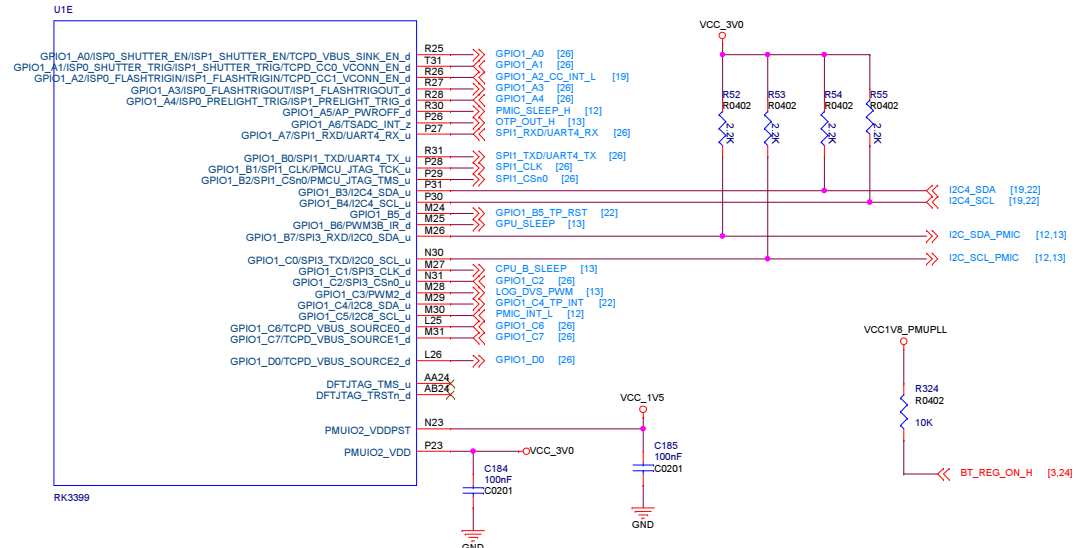 U1E
GPIO1_A0/ISP0_SHUTTER_EN/ISP1_SHUTTER_EN/TCPD_VBUS_SINK_EN_d R25 GPIO1_A0 [26]
GPIO1_A1/ISP0_SHUTTER_TRIG/ISP1_SHUTTER_TRIG/TCPD_CC0_VCONN_EN_d T31 GPIO1_A1 [26]
GPIO1_A2/ISP0_FLASHTRIGIN/ISP1_FLASHTRIGIN/TCPD_CC1_VCONN_EN_d R26 GPIO1_A2_CC_INT_L [19]
GPIO1_A3/ISP0_FLASHTRIGOUT/ISP1_FLASHTRIGOUT_d R27 GPIO1_A3 [26]
GPIO1_A4/ISP0_PRELIGHT_TRIG/ISP1_PRELIGHT_TRIG_d R28 GPIO1_A4 [26]
GPIO1_A5/AP_PWROFF_d R30 PMIC_SLEEP_H [12]
GPIO1_A6/TSADC_INT_z P26 OTP_OUT_H [13]
GPIO1_A7/SPI1_RXD/UART4_RX_u P27 SPI1_RXD/UART4_RX [26]
GPIO1_B0/SPI1_TXD/UART4_TX_u R31 SPI1_TXD/UART4_TX [26]
GPIO1_B1/SPI1_CLK/PMCU_JTAG_TCK_u P28 SPI1_CLK [26]
GPIO1_B2/SPI1_CSn0/PMCU_JTAG_TMS_u P29 SPI1_CSn0 [26]
GPIO1_B3/I2C4_SDA_u P31 I2C4_SDA [19,22]
GPIO1_B4/I2C4_SCL_u P30 I2C4_SCL [19,22]
GPIO1_B5_d M24 GPIO1_B5_TP_RST [22]
GPIO1_B6/PWM3B_IR_d M25 GPU_SLEEP [13]
GPIO1_B7/SPI3_RXD/I2C0_SDA_u M26 I2C_SDA_PMIC [12,13]
GPIO1_C0/SPI3_TXD/I2C0_SCL_u N30 I2C_SCL_PMIC [12,13]
GPIO1_C1/SPI3_CLK_d M27 CPU_B_SLEEP [13]
GPIO1_C2/SPI3_CSn0_u N31 GPIO1_C2 [26]
GPIO1_C3/PWM2_d M28 LOG_DVS_PWM [13]
GPIO1_C4/I2C8_SDA_u M29 GPIO1_C4_TP_INT [22]
GPIO1_C5/I2C8_SCL_u M30 PMIC_INT_L [12]
GPIO1_C6/TCPD_VBUS_SOURCE0_d L25 GPIO1_C6 [26]
GPIO1_C7/TCPD_VBUS_SOURCE1_d M31 GPIO1_C7 [26]
GPIO1_D0/TCPD_VBUS_SOURCE2_d L26 GPIO1_D0 [26]
DFTJTAG_TMS_u AA24
DFTJTAG_TRSTn_d AB24
PMUIO2_VDDPST N23
PMUIO2_VDD P23 VCC_3V0
RK3399
C184
100nF
C0201
GND
VCC_1V5
C185
100nF
C0201
GND
VCC_3V0
R52 R53 R54 R55
R0402 R0402 R0402 R0402
2.2K 2.2K 2.2K 2.2K
VCC1V8_PMUPLL
R324
R0402
10K
BT_REG_ON_H [3,24]